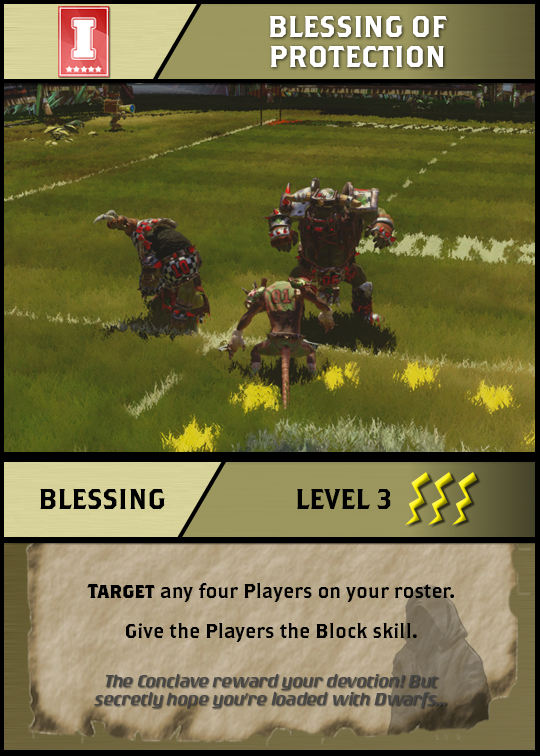 I
BLESSING OF
PROTECTION
01
BLESSING
LEVEL 3
TARGET any four Players on your roster.
Give the Players the Block skill.
The Conclave reward your devotion! But
secretly hope you're loaded with Dwarfs...